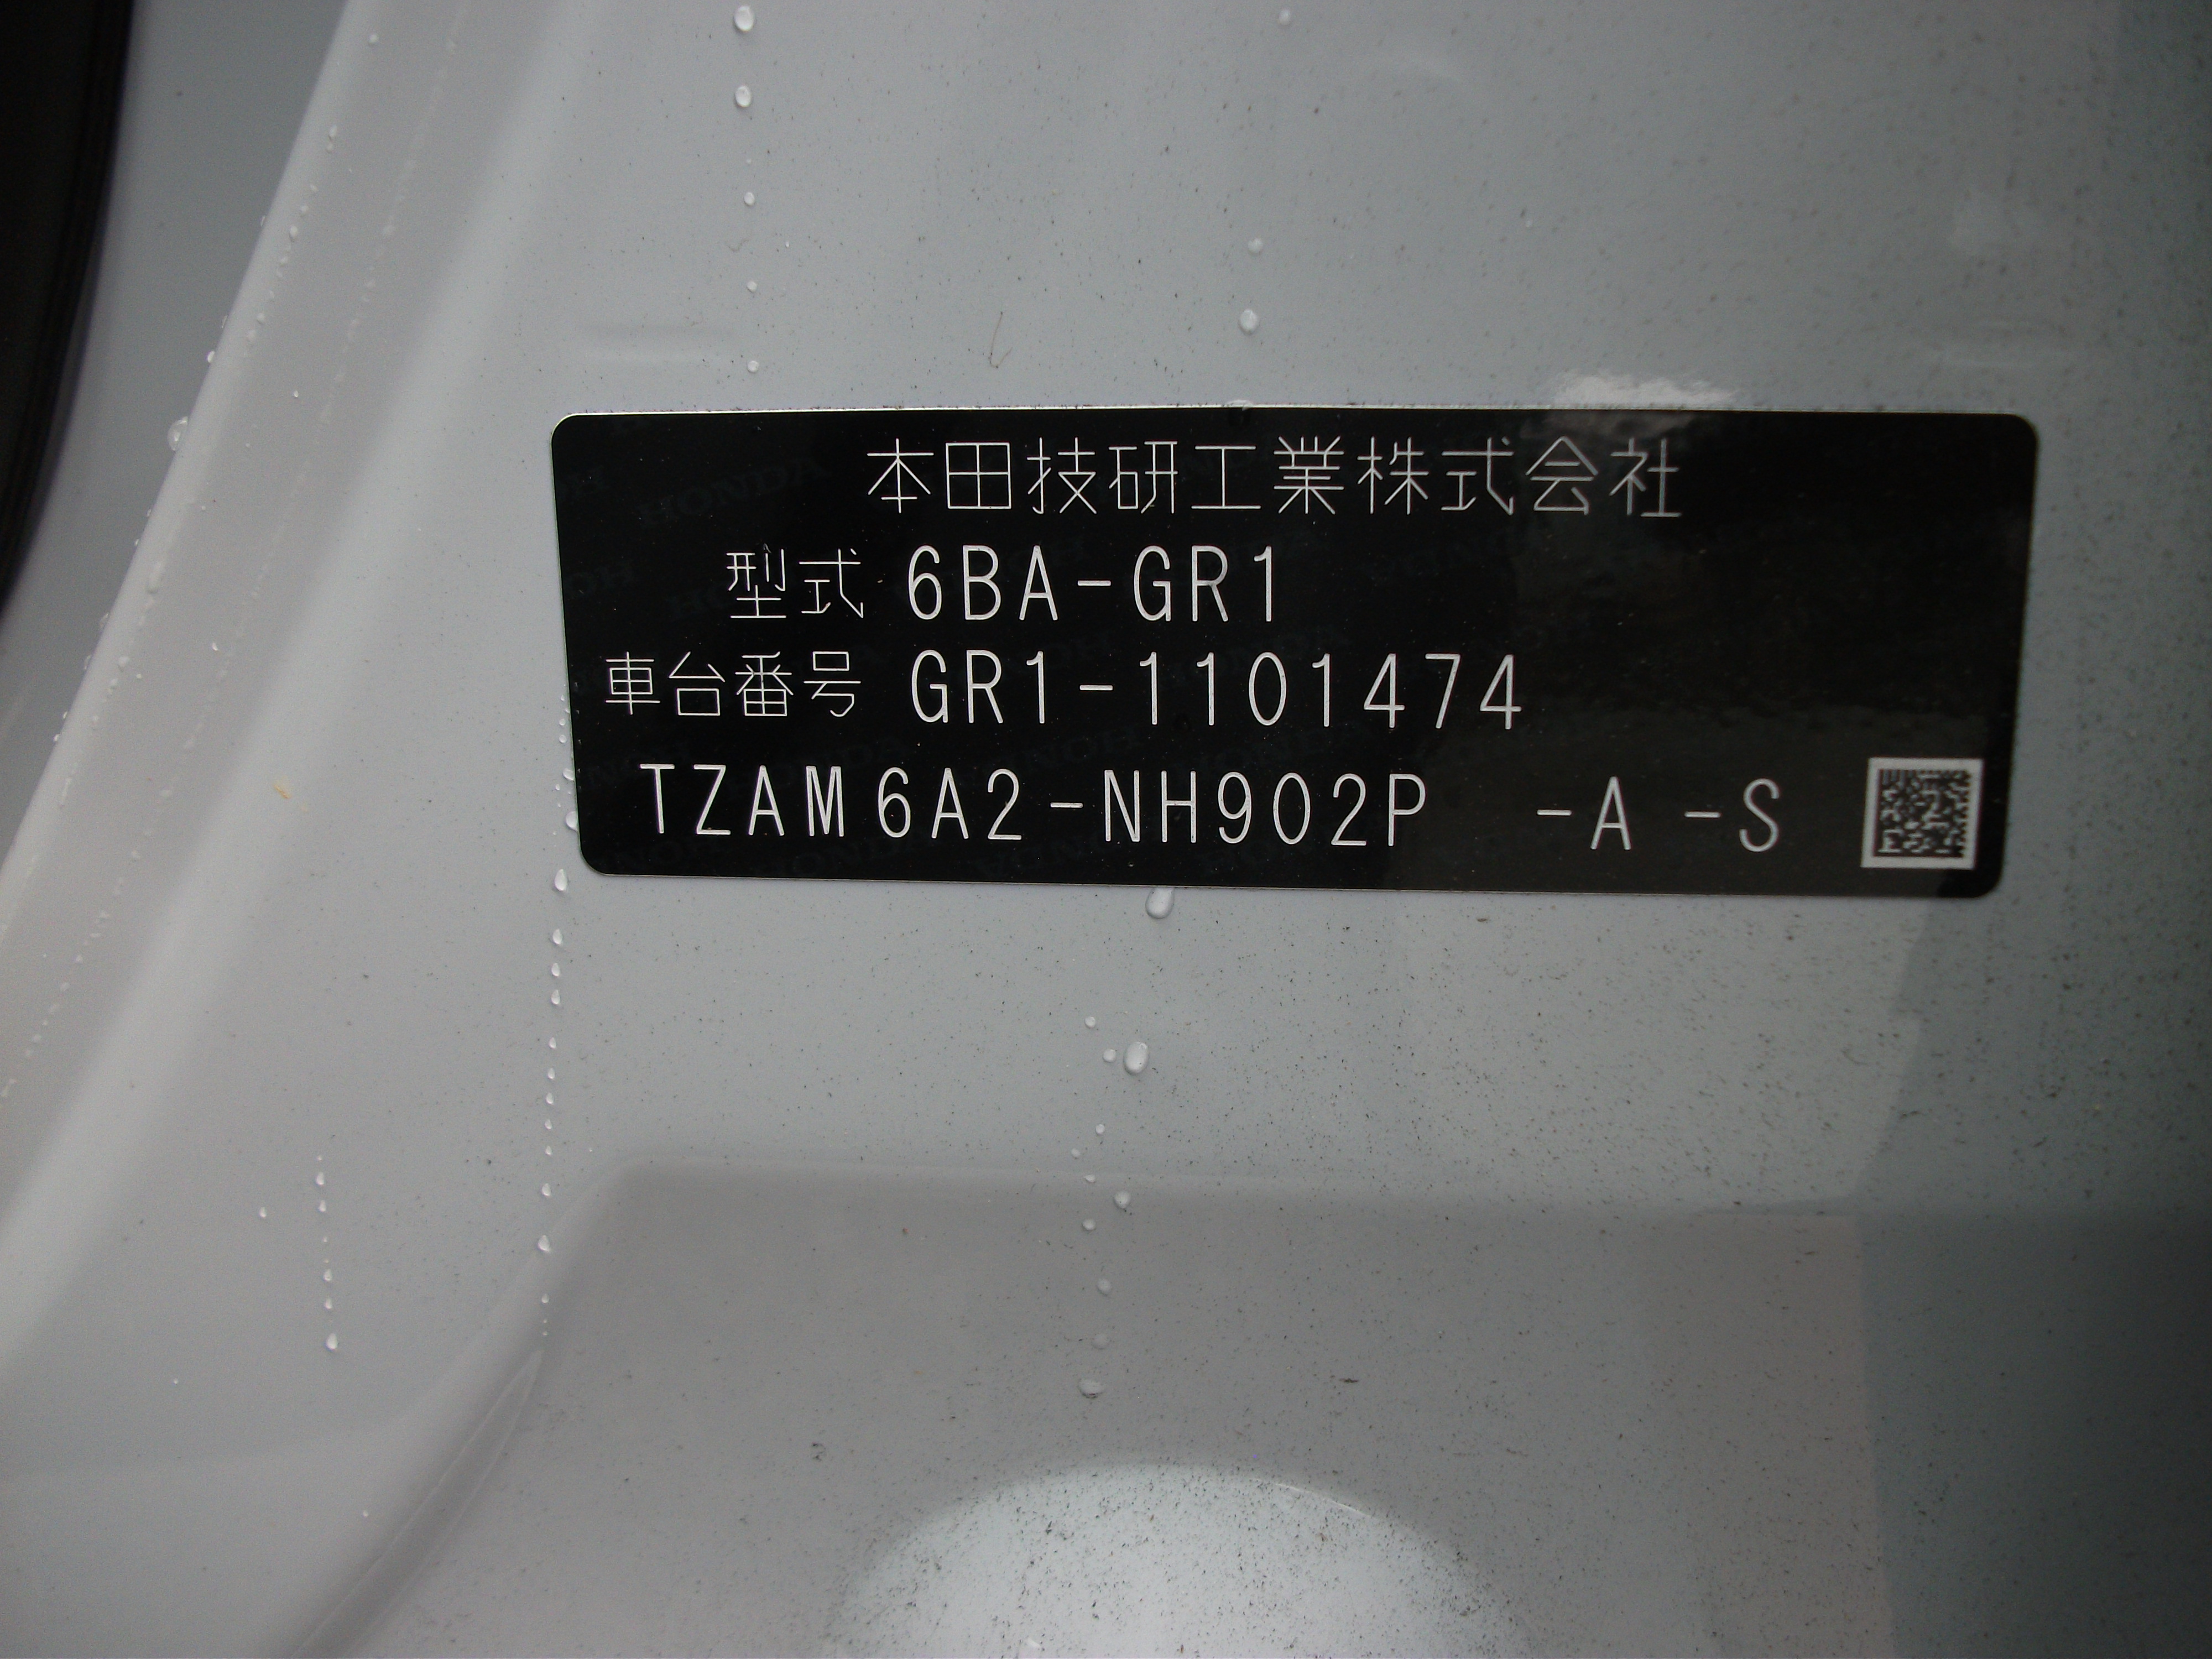 本田技研工業株式会社
型式 6BA-GR1
車台番号 GR1-1101474
TZAM6A2-NH902P -A -S